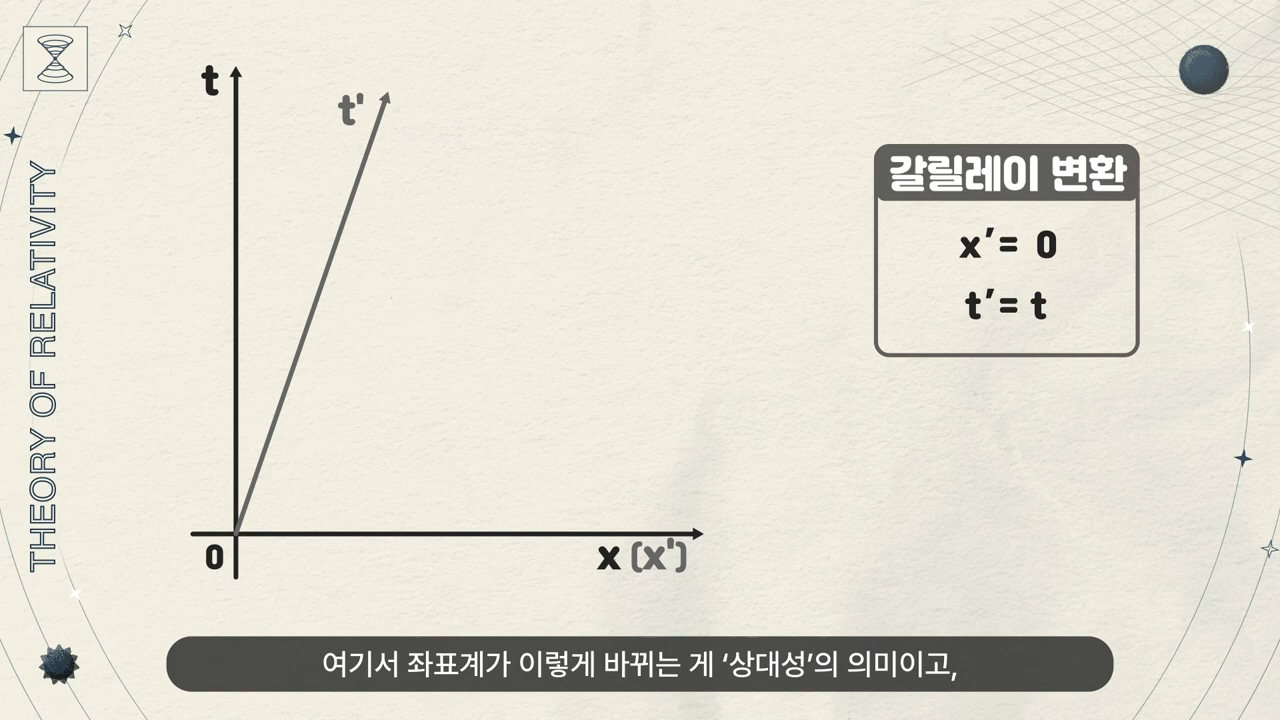 THEORY OF RELATIVITY
t
t'
0
x (x')
갈릴레이 변환
x′= 0
t′= t
여기서 좌표계가 이렇게 바뀌는 게 ‘상대성’의 의미이고,